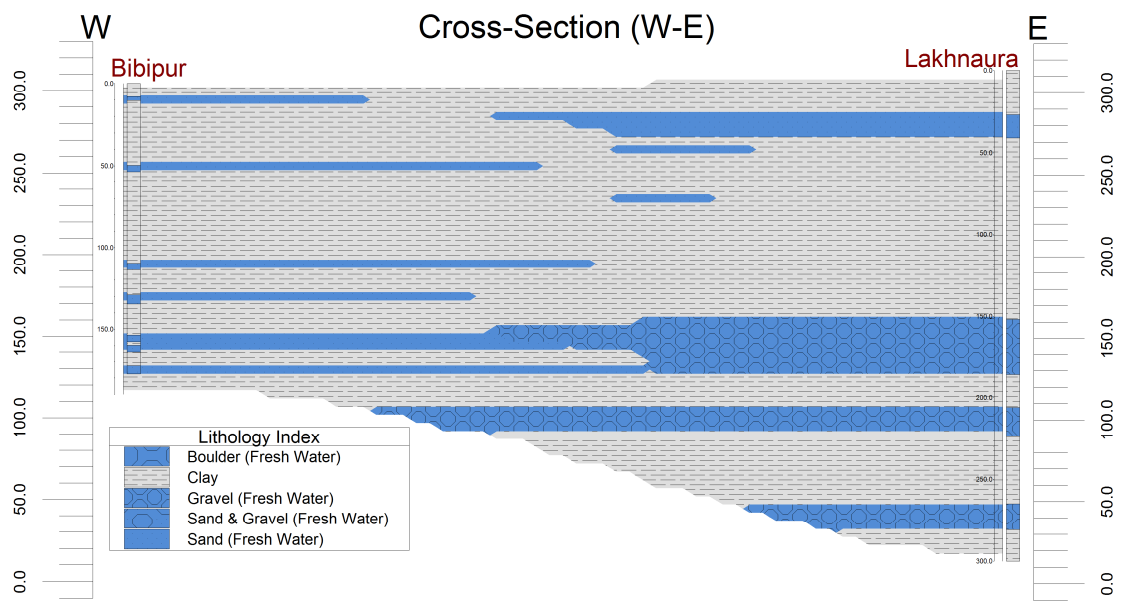 W
Cross-Section (W-E)
E
Bibipur
Lakhnaura
300.0
250.0
200.0
150.0
100.0
50.0
0.0
0.0
50.0
100.0
150.0
0.0
50.0
100.0
150.0
200.0
250.0
300.0
300.0
250.0
200.0
150.0
100.0
50.0
0.0
Lithology Index
Boulder (Fresh Water)
Clay
Gravel (Fresh Water)
Sand & Gravel (Fresh Water)
Sand (Fresh Water)